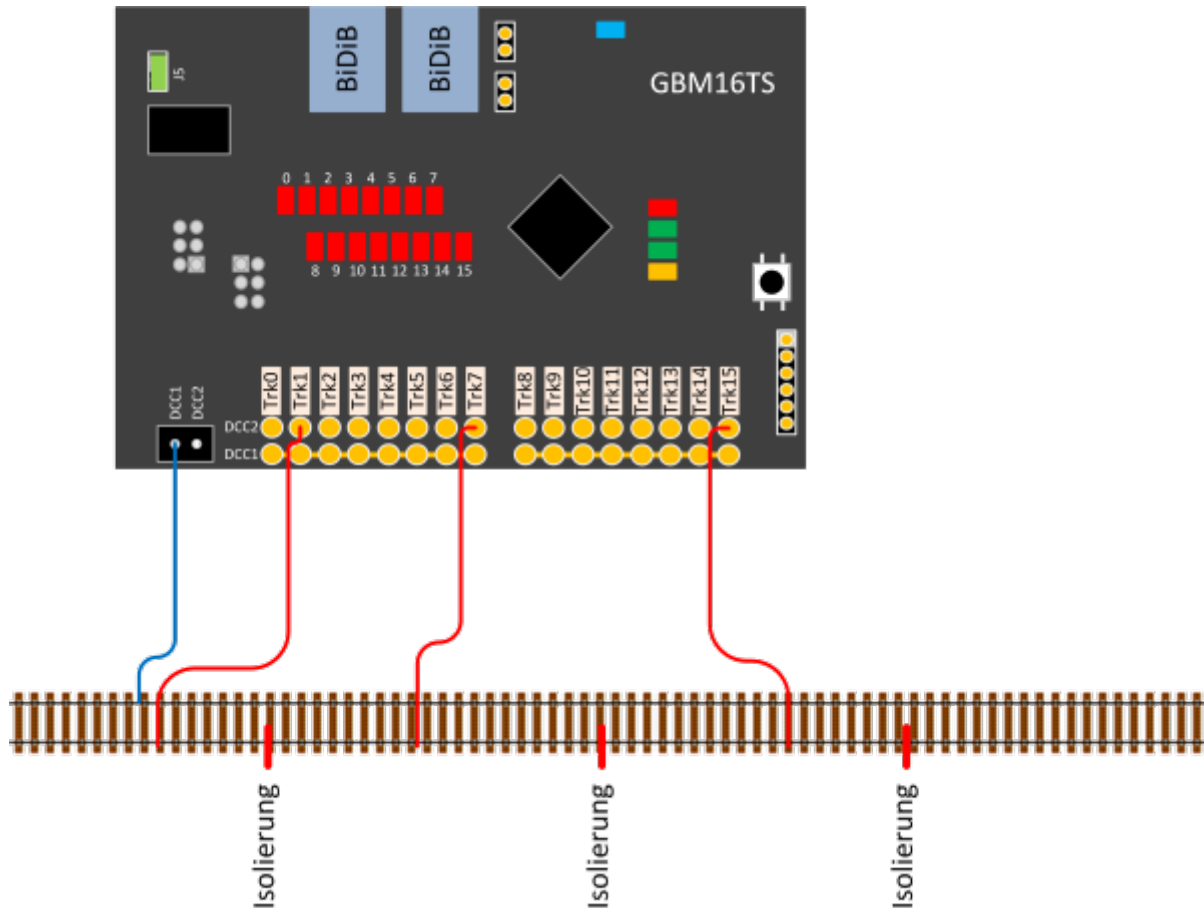 J5
BiDiB
BiDiB
GBM16TS
0 1 2 3 4 5 6 7
8 9 10 11 12 13 14 15
DCC1
DCC2
Trk0
Trk1
Trk2
Trk3
Trk4
Trk5
Trk6
Trk7
Trk8
Trk9
Trk10
Trk11
Trk12
Trk13
Trk14
Trk15
DCC2
DCC1
Isolierung
Isolierung
Isolierung